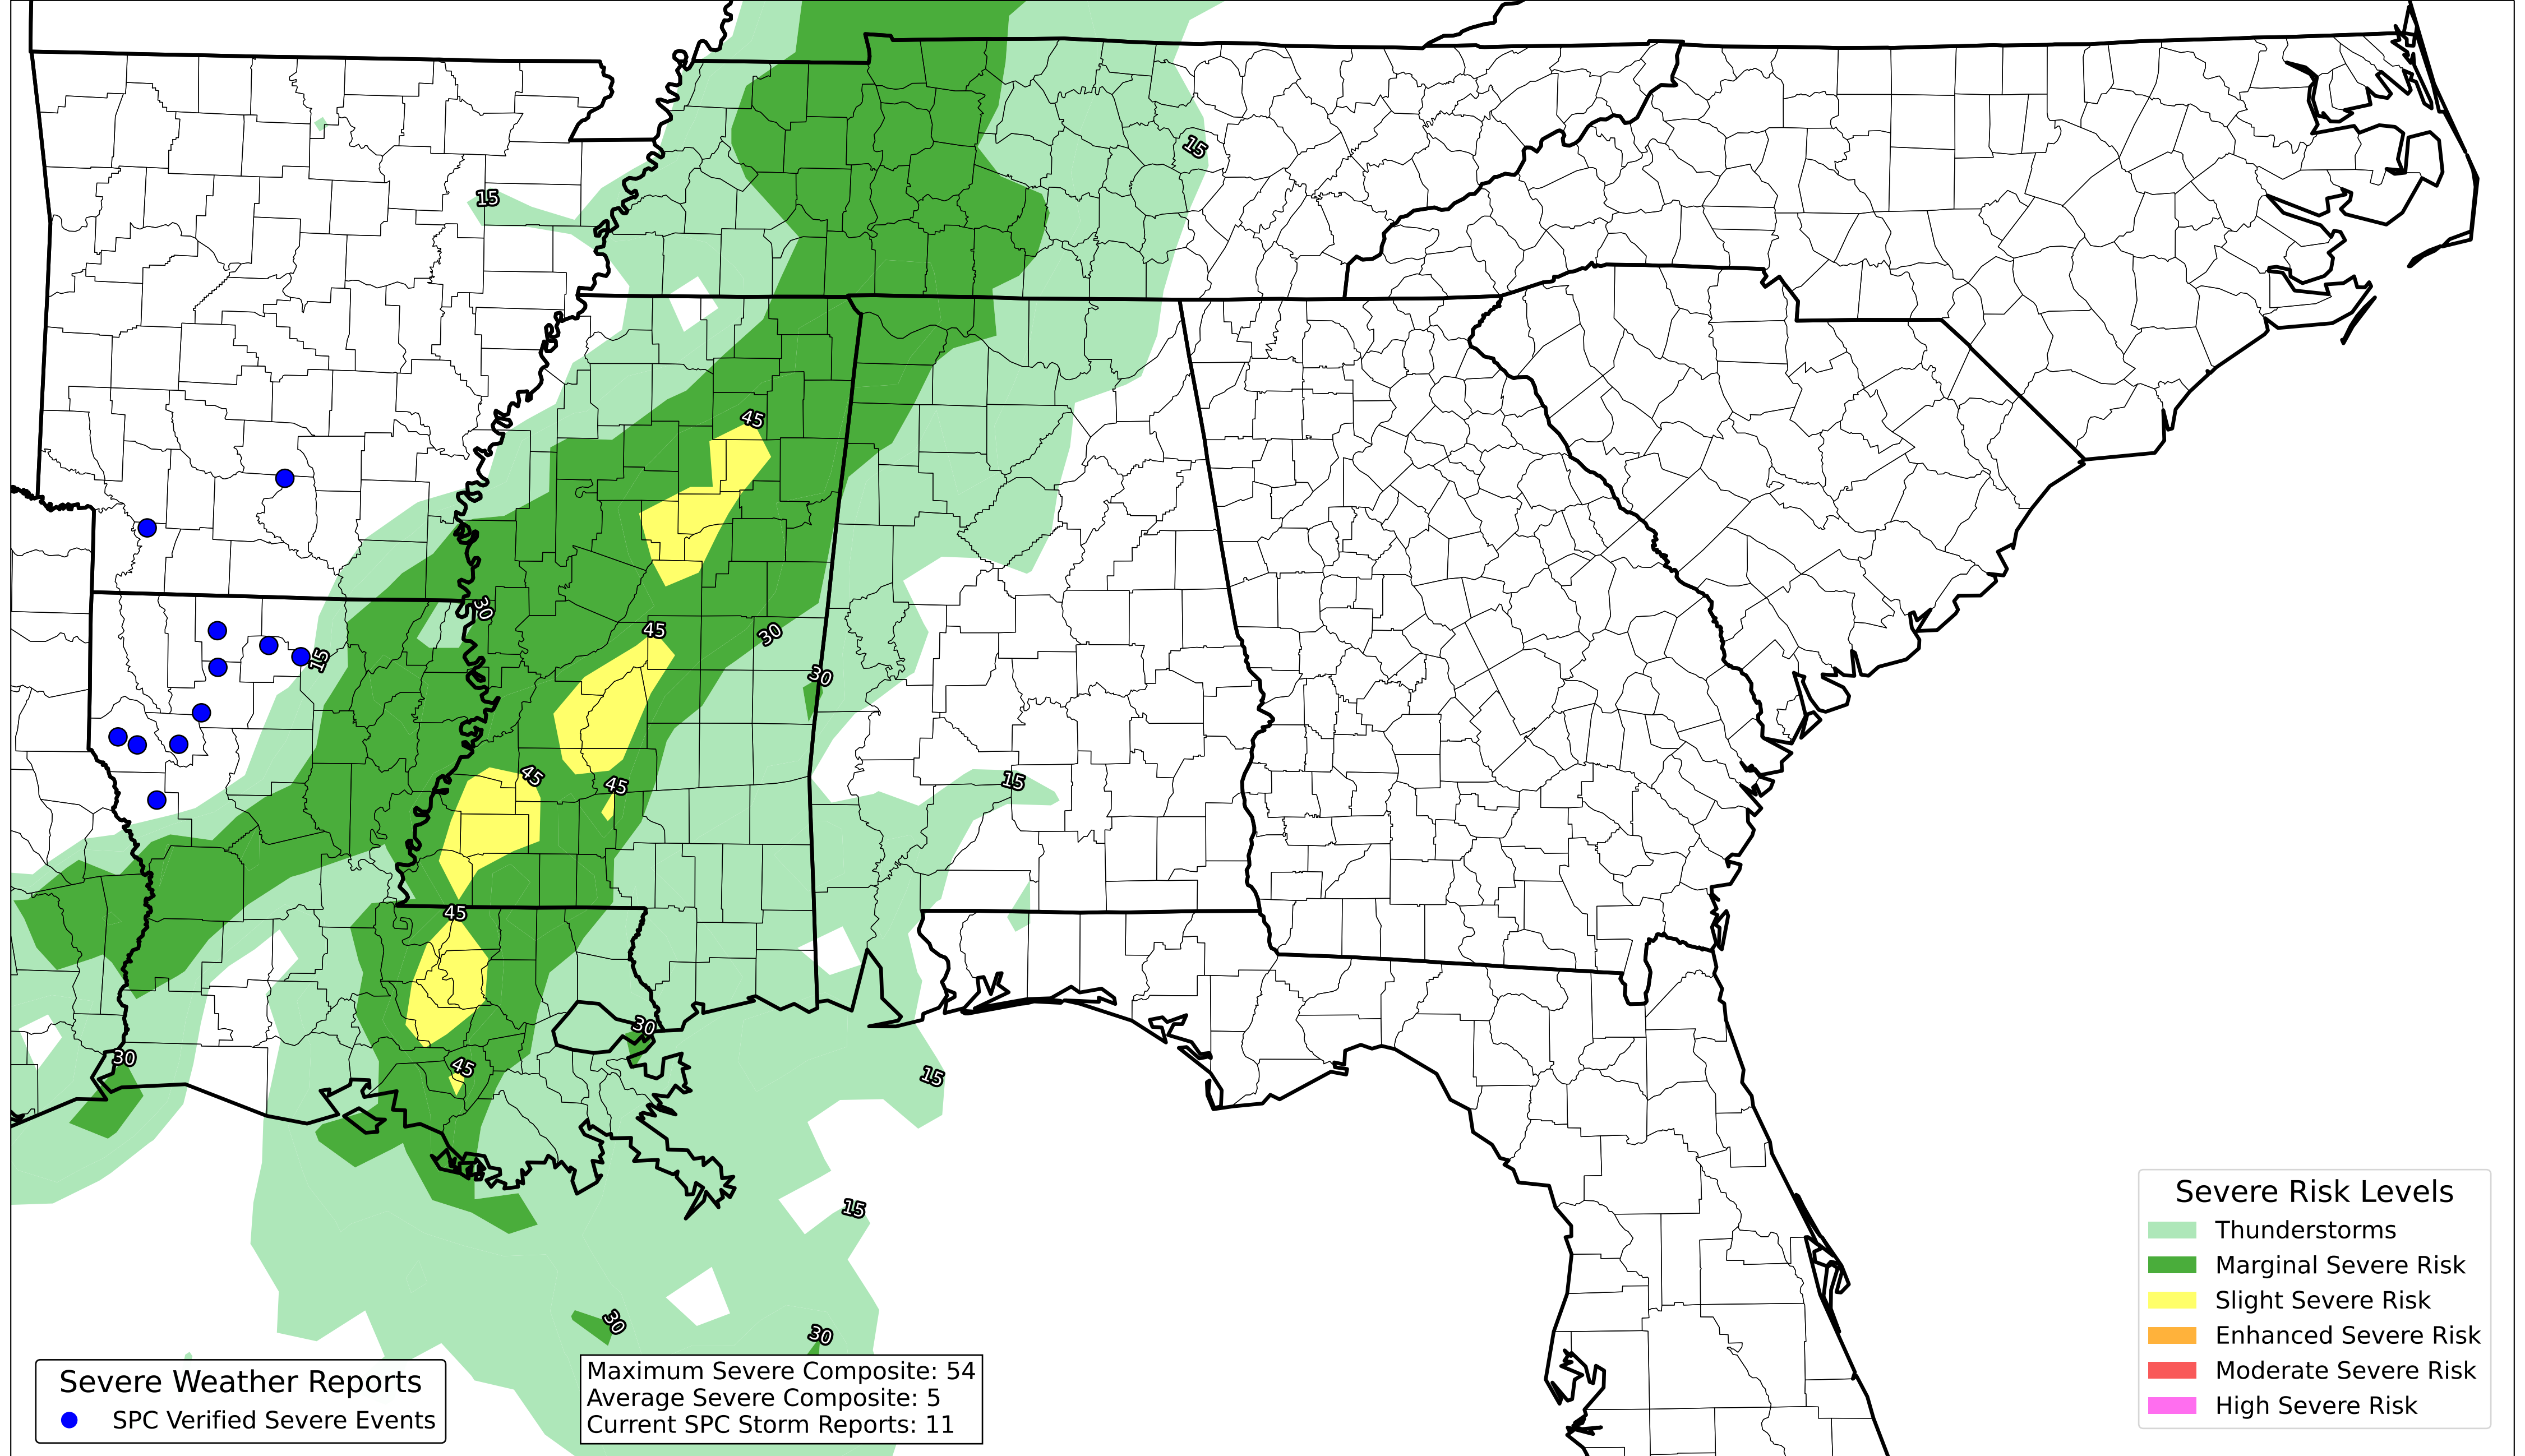 15
15
45
30
45
30
15
30
45
45
15
45
30
30
45
15
15
30
30
Severe Weather Reports
SPC Verified Severe Events
Maximum Severe Composite: 54
Average Severe Composite: 5
Current SPC Storm Reports: 11
Severe Risk Levels
Thunderstorms
Marginal Severe Risk
Slight Severe Risk
Enhanced Severe Risk
Moderate Severe Risk
High Severe Risk